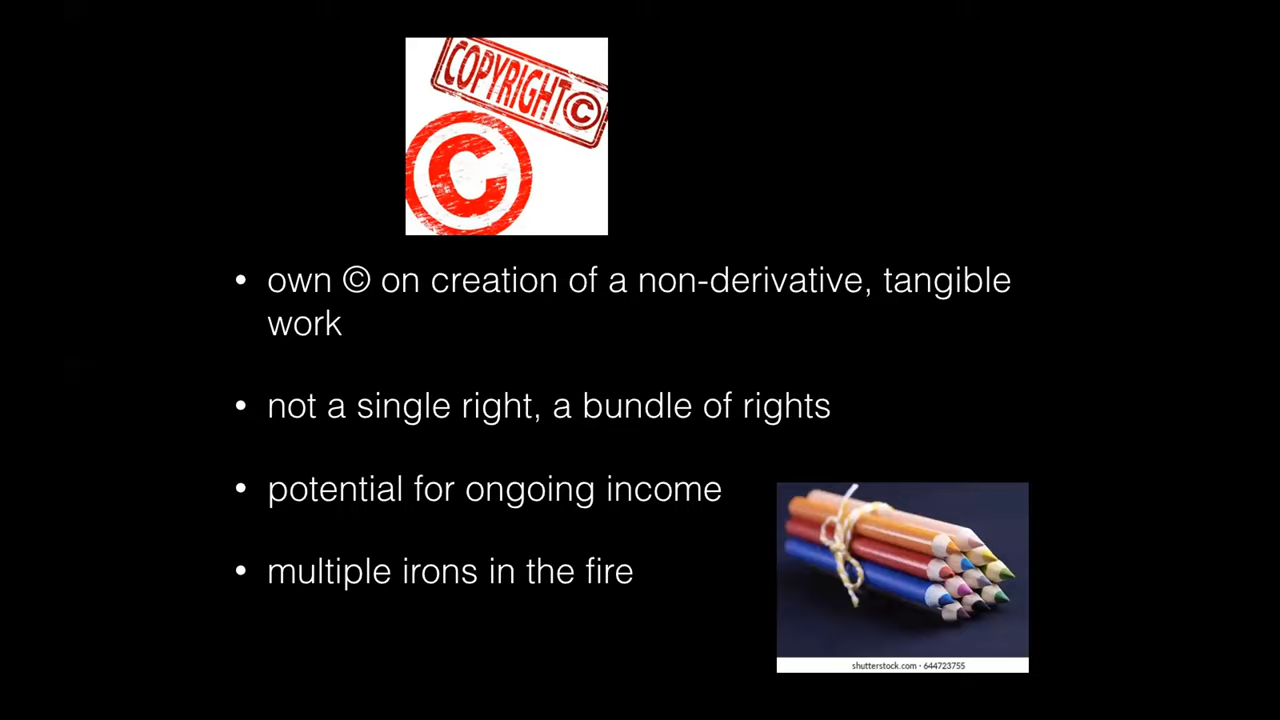 COPYRIGHT ©
©
• own © on creation of a non-derivative, tangible
work
• not a single right, a bundle of rights
• potential for ongoing income
• multiple irons in the fire
shutterstock.com • 644723755